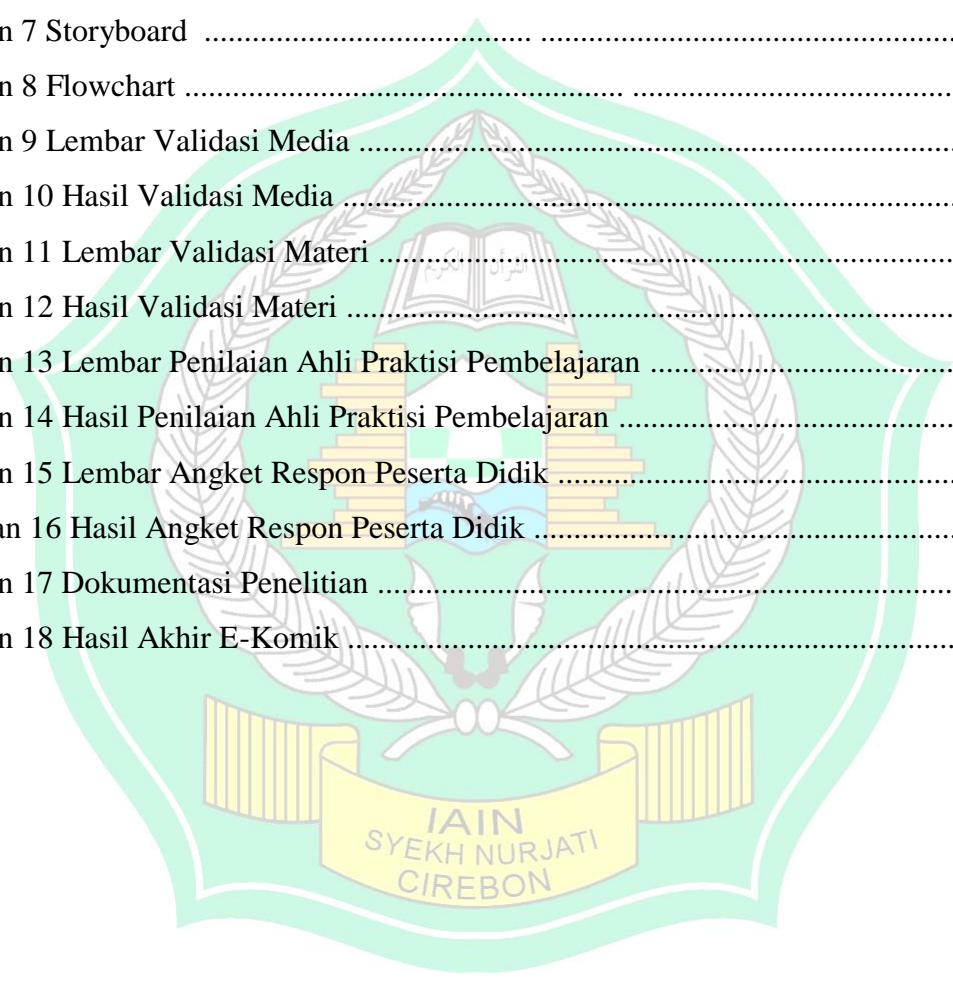 n 7 Storyboard .......................................... ......................................................
n 8 Flowchart ........................................................ ..........................................
n 9 Lembar Validasi Media ............................................................................
n 10 Hasil Validasi Media ..............................................................................
n 11 Lembar Validasi Materi .........................................................................
n 12 Hasil Validasi Materi .............................................................................
n 13 Lembar Penilaian Ahli Praktisi Pembelajaran .......................................
n 14 Hasil Penilaian Ahli Praktisi Pembelajaran ...........................................
n 15 Lembar Angket Respon Peserta Didik ...................................................
an 16 Hasil Angket Respon Peserta Didik ......................................................
n 17 Dokumentasi Penelitian ..........................................................................
n 18 Hasil Akhir E-Komik ..............................................................................
القرآن الكريم
IAIN
SYEKH NURJATI
CIREBON